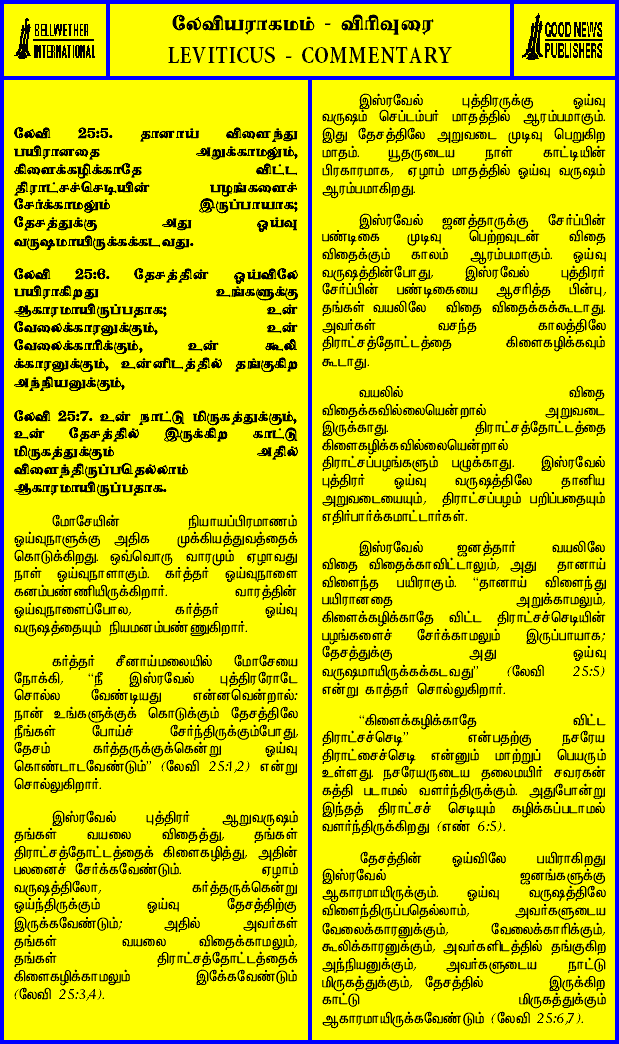 BELLWETHER
INTERNATIONAL
லேவியராகமம் - விரிவுரை
LEVITICUS - COMMENTARY
GOOD NEWS
PUBLISHERS
லேவி 25:5. தானாய் விளைந்து
பயிரானதை அறுக்காமலும்,
கிளைக்கழிக்காதே விட்ட
திராட்சச்செடியின் பழங்களைச்
சேர்க்காமலும் இருப்பாயாக;
தேசத்துக்கு அது ஓய்வு
வருஷமாயிருக்கக்கடவது.
லேவி 25:6. தேசத்தின் ஓய்விலே
பயிராகிறது உங்களுக்கு
ஆகாரமாயிருப்பதாக; உன்
வேலைக்காரனுக்கும், உன்
வேலைக்காரிக்கும், உன் கூலி
க்காரனுக்கும், உன்னிடத்தில் தங்குகிற
அந்நியனுக்கும்,
லேவி 25:7. உன் நாட்டு மிருகத்துக்கும்,
உன் தேசத்தில் இருக்கிற காட்டு
மிருகத்துக்கும் அதில்
விளைந்திருப்பதெல்லாம்
ஆகாரமாயிருப்பதாக.
மோசேயின் நியாயப்பிரமாணம்
ஓய்வுநாளுக்கு அதிக முக்கியத்துவத்தைக்
கொடுக்கிறது. ஒவ்வொரு வாரமும் ஏழாவது
நாள் ஓய்வுநாளாகும். கர்த்தர் ஓய்வுநாளை
கனம்பண்ணியிருக்கிறார். வாரத்தின்
ஓய்வுநாளைப்போல, கர்த்தர் ஓய்வு
வருஷத்தையும் நியமனம்பண்ணுகிறார்.
கர்த்தர் சீனாய்மலையில் மோசேயை
நோக்கி, “நீ இஸ்ரவேல் புத்திரரோடே
சொல்ல வேண்டியது என்னவென்றால்:
நான் உங்களுக்குக் கொடுக்கும் தேசத்திலே
நீங்கள் போய்ச் சேர்ந்திருக்கும்போது,
தேசம் கர்த்தருக்குக்கென்று ஓய்வு
கொண்டாடவேண்டும்” (லேவி 25:1,2) என்று
சொல்லுகிறார்.
இஸ்ரவேல் புத்திரர் ஆறுவருஷம்
தங்கள் வயலை விதைத்து, தங்கள்
திராட்சத்தோட்டத்தைக் கிளைகழித்து, அதின்
பலனைச் சேர்க்கவேண்டும். ஏழாம்
வருஷத்திலோ, கர்த்தருக்கென்று
ஓய்ந்திருக்கும் ஓய்வு தேசத்திற்கு
இருக்கவேண்டும்; அதில் அவர்கள்
தங்கள் வயலை விதைக்காமலும்,
தங்கள் திராட்சத்தோட்டத்தைக்
கிளைகழிக்காமலும் இக்கேவேண்டும்
(லேவி 25:3,4).
இஸ்ரவேல் புத்திரருக்கு ஓய்வு
வருஷம் செப்டம்பர் மாதத்தில் ஆரம்பமாகும்.
இது தேசத்திலே அறுவடை முடிவு பெறுகிற
மாதம். யூதருடைய நாள் காட்டியின்
பிரகாரமாக, ஏழாம் மாதத்தில் ஓய்வு வருஷம்
ஆரம்பமாகிறது.
இஸ்ரவேல் ஜனத்தாருக்கு சேர்ப்பின்
பண்டிகை முடிவு பெற்றவுடன் விதை
விதைக்கும் காலம் ஆரம்பமாகும். ஓய்வு
வருஷத்தின்போது, இஸ்ரவேல் புத்திரர்
சேர்ப்பின் பண்டிகையை ஆசரித்த பின்பு,
தங்கள் வயலிலே விதை விதைக்கக்கூடாது.
அவர்கள் வசந்த காலத்திலே
திராட்சத்தோட்டத்தை கிளைகழிக்கவும்
கூடாது.
வயலில் விதை
விதைக்கவில்லையென்றால் அறுவடை
இருக்காது. திராட்சத்தோட்டத்தை
கிளைகழிக்கவில்லையென்றால்
திராட்சப்பழங்களும் பழுக்காது. இஸ்ரவேல்
புத்திரர் ஓய்வு வருஷத்திலே தானிய
அறுவடையையும், திராட்சப்பழம் பறிப்பதையும்
எதிர்பார்க்கமாட்டார்கள்.
இஸ்ரவேல் ஜனத்தார் வயலிலே
விதை விதைக்காவிட்டாலும், அது தானாய்
விளைந்த பயிராகும். “தானாய் விளைந்து
பயிரானதை அறுக்காமலும்,
கிளைக்கழிக்காதே விட்ட திராட்சச்செடியின்
பழங்களைச் சேர்க்காமலும் இருப்பாயாக;
தேசத்துக்கு அது ஓய்வு
வருஷமாயிருக்கக்கடவது” (லேவி 25:5)
என்று காத்தர் சொல்லுகிறார்.
“கிளைக்கழிக்காதே விட்ட
திராட்சச்செடி” என்பதற்கு நசரேய
திராட்சைச்செடி என்னும் மாற்றுப் பெயரும்
உள்ளது. நசரேயருடைய தலைமயிர் சவரகன்
கத்தி படாமல் வளர்ந்திருக்கும். அதுபோன்று
இந்தத் திராட்சச் செடியும் கழிக்கப்படாமல்
வளர்ந்திருக்கிறது (எண் 6:5).
தேசத்தின் ஓய்விலே பயிராகிறது
இஸ்ரவேல் ஜனங்களுக்கு
ஆகாரமாயிருக்கும். ஓய்வு வருஷத்திலே
விளைந்திருப்பதெல்லாம், அவர்களுடைய
வேலைக்காரனுக்கும், வேலைக்காரிக்கும்,
கூலிக்காரனுக்கும், அவர்களிடத்தில் தங்குகிற
அந்நியனுக்கும், அவர்களுடைய நாட்டு
மிருகத்துக்கும், தேசத்தில் இருக்கிற
காட்டு மிருகத்துக்கும்
ஆகாரமாயிருக்கவேண்டும் (லேவி 25:6,7).